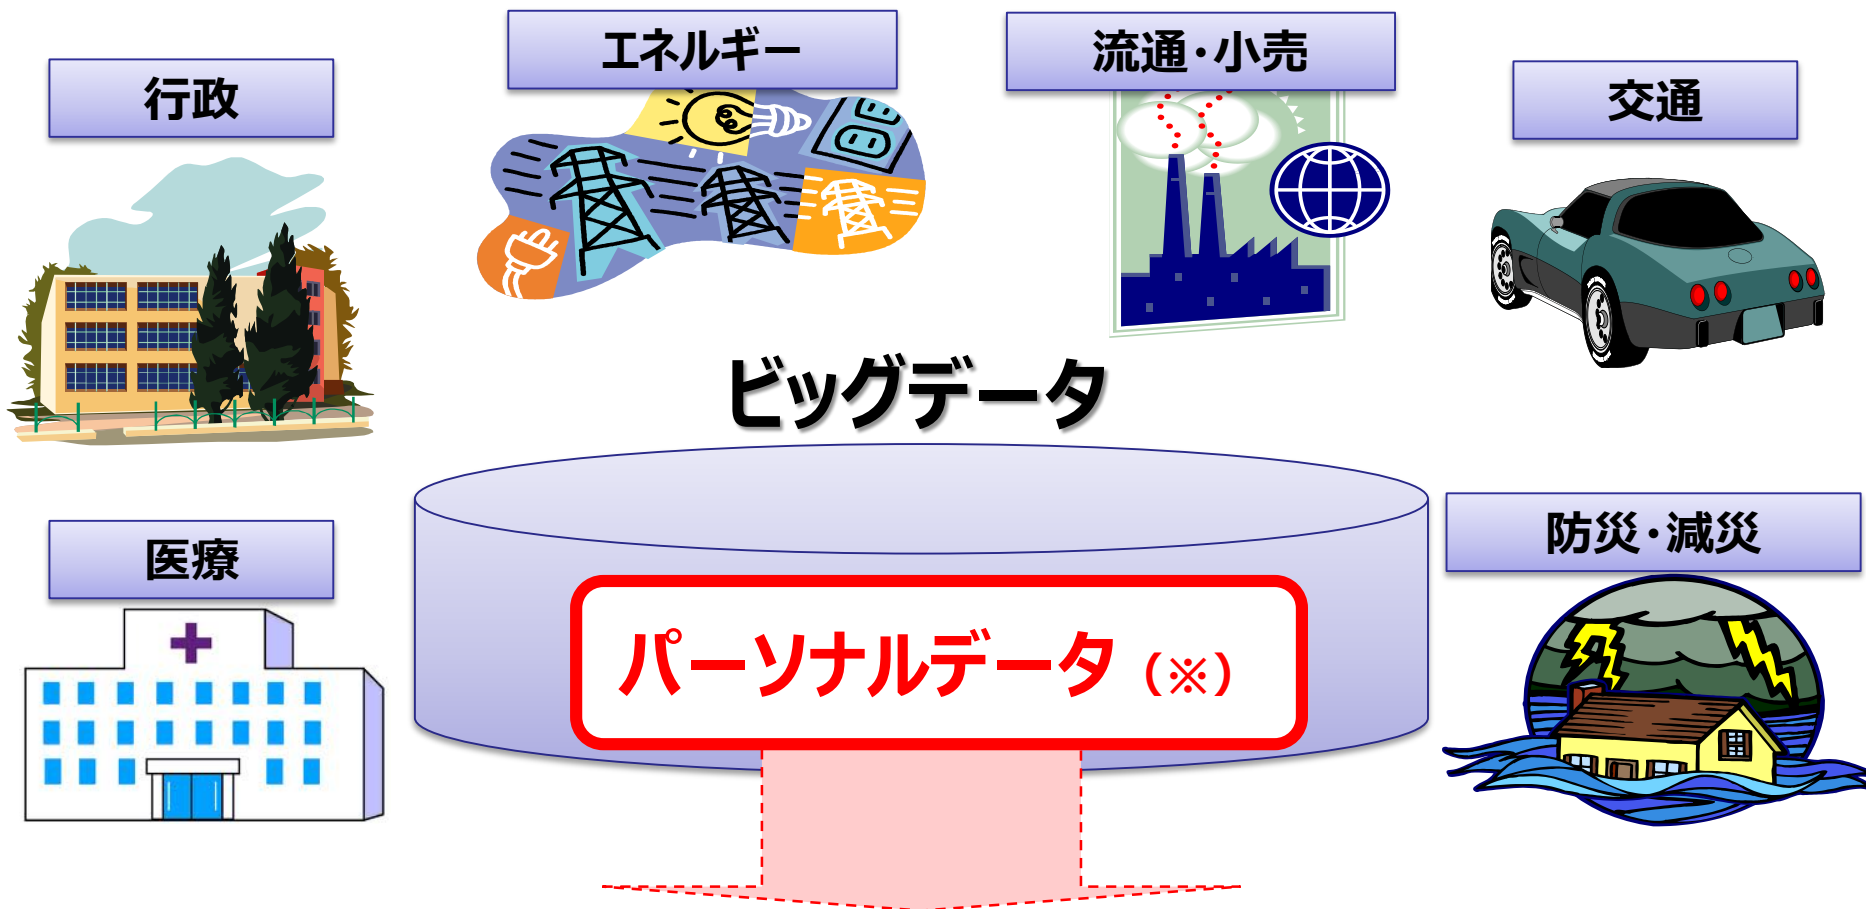 エネルギー
流通・小売
行政
交通
ビッグデータ
防災・減災
医療
パーソナルデータ（※）